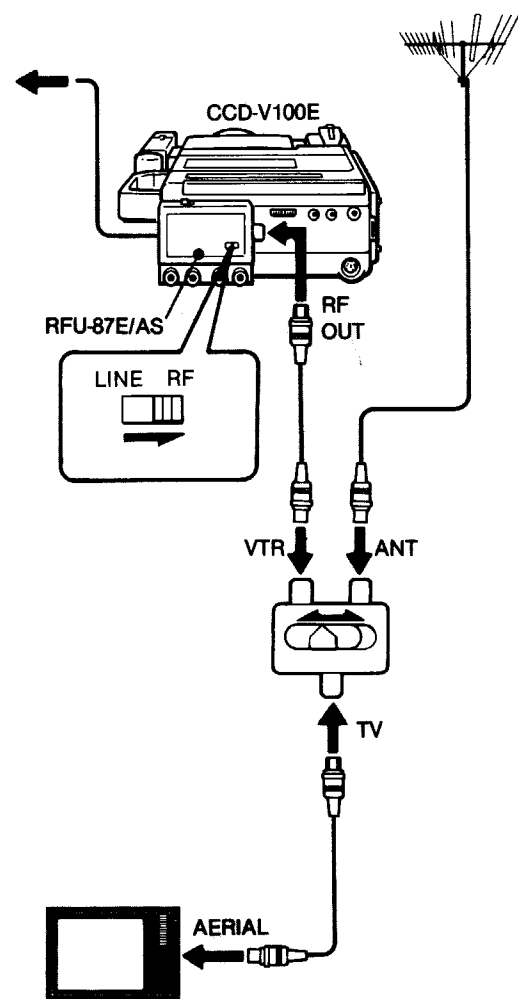 CCD-V100E
RFU-87E/AS
RF
OUT
LINE RF
VTR
ANT
TV
AERIAL